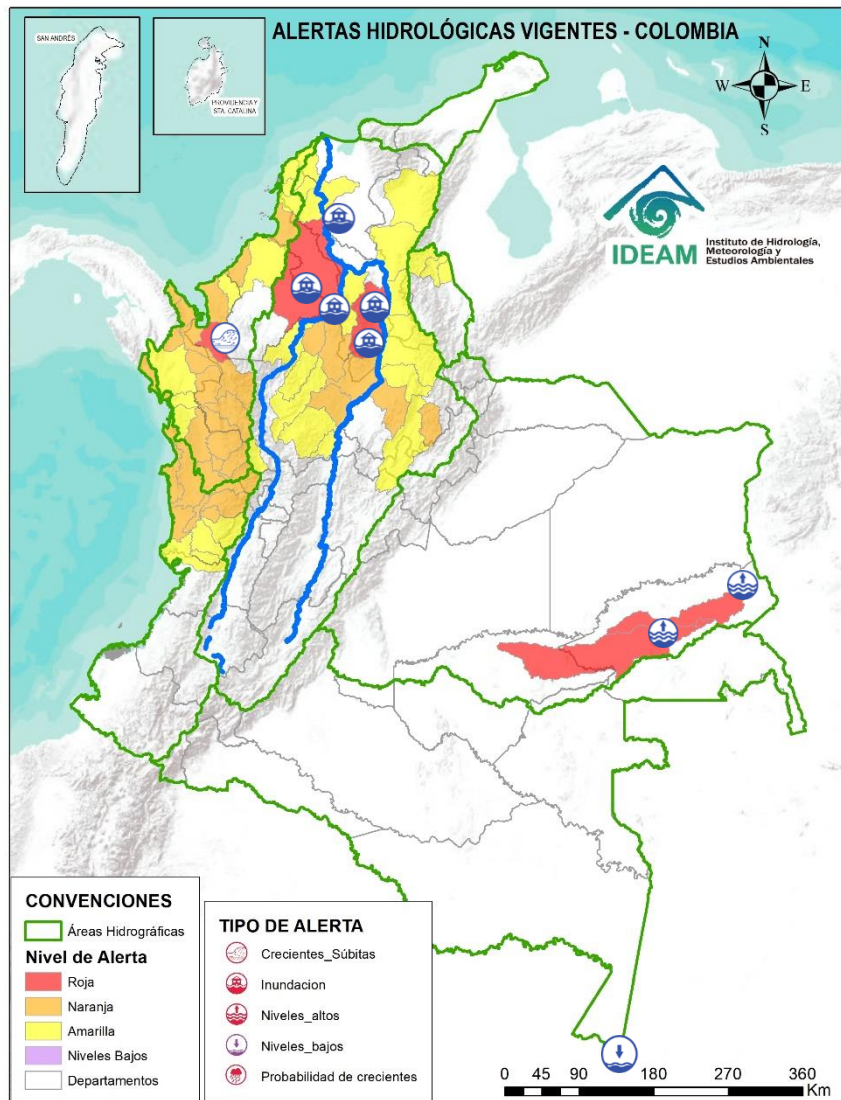 ALERTAS HIDROLÓGICAS VIGENTES - COLOMBIA
SAN ANDRÉS
PROVIDENCIA Y
STA. CATALINA
N
W
E
S
IDEAM
Instituto de Hidrología,
Meteorología y
Estudios Ambientales
CONVENCIONES
Áreas Hidrográficas
Nivel de Alerta
Roja
Naranja
Amarilla
Niveles Bajos
Departamentos
TIPO DE ALERTA
Crecientes_Súbitas
Inundacion
Niveles_altos
Niveles_bajos
Probabilidad de crecientes
0 45 90 180 270 360
Km